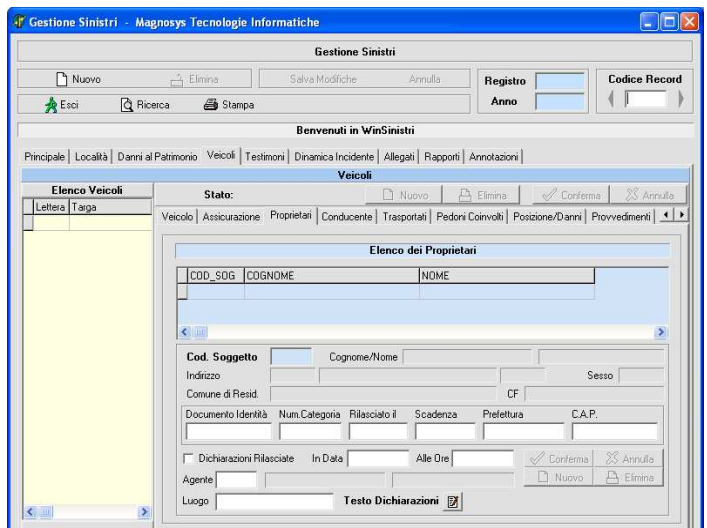 Gestione Sinistri - Magnosys Tecnologie Informatiche
Gestione Sinistri
Nuovo Elimina Salva Modifiche Annulla Registro Codice Record
Esci Ricerca Stampa Anno
Benvenuti in WinSinistri
Principale Località Danni al Patrimonio Veicoli Testimoni Dinamica Incidente Allegati Rapporti Annotazioni
Veicoli
Elenco Veicoli Stato: Nuovo Elimina Conferma Annulla
Lettera Targa
Veicolo Assicurazione Proprietari Conducente Trasportati Pedoni Coinvolti Posizione/Danni Provvedimenti
Elenco dei Proprietari
COD_SOG COGNOME NOME
Cod. Soggetto Cognome/Nome
Indirizzo Sesso
Comune di Resid. CF
Documento Identità Num.Categoria Rilasciato il Scadenza Prefettura C.A.P.
Dichiarazioni Rilasciate In Data Alle Ore Conferma Annulla
Agente Nuovo Elimina
Luogo Testo Dichiarazioni